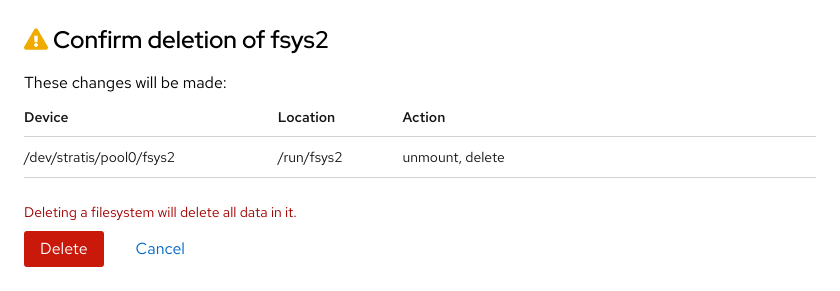 Confirm deletion of fsys2
These changes will be made:
Device Location Action
/dev/stratis/pool0/fsys2 /run/fsys2 unmount, delete
Deleting a filesystem will delete all data in it.
Delete Cancel